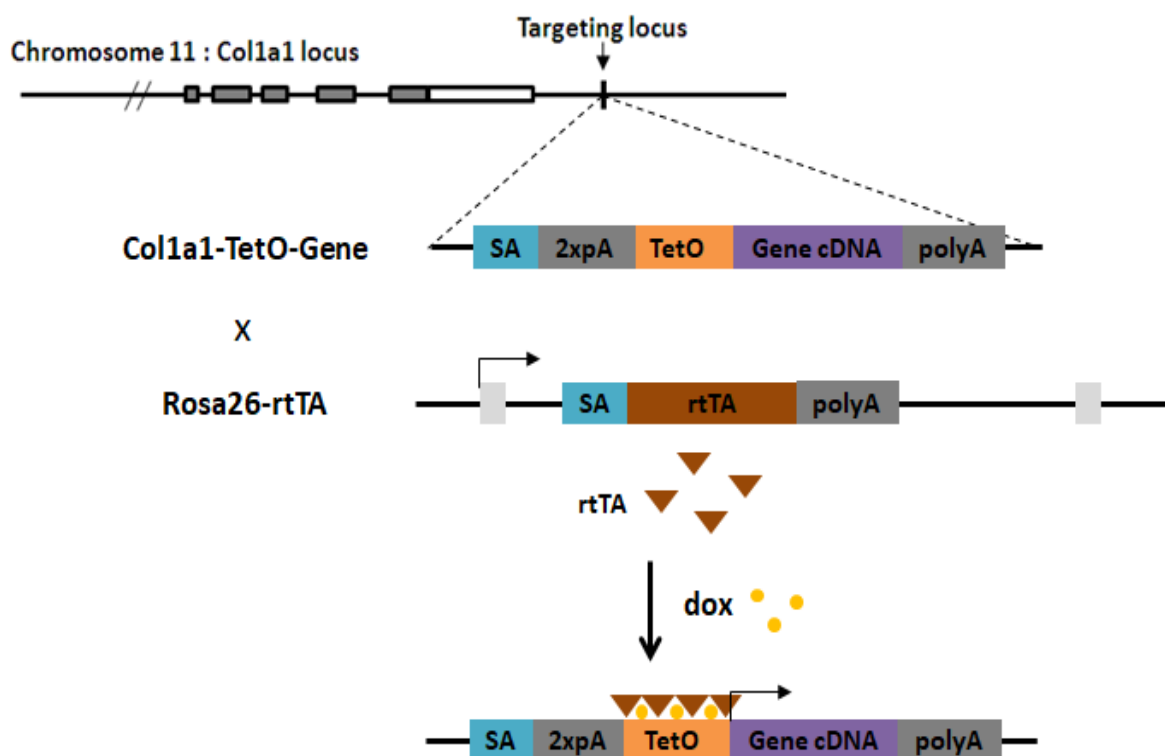 Targeting locus
Chromosome 11 : Col1a1 locus
Col1a1-TetO-Gene
SA 2xpA TetO Gene cDNA polyA
X
Rosa26-rtTA
SA rtTA polyA
rtTA
dox
SA 2xpA TetO Gene cDNA polyA